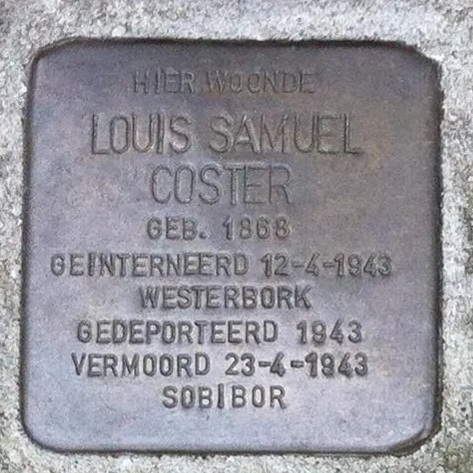 HIER WOONDE
LOUIS SAMUEL
COSTER
GEB. 1868
GEINTERNEERD 12-4-1943
WESTERBORK
GEDEPORTEERD 1943
VERMOORD 23-4-1943
SOBIBOR